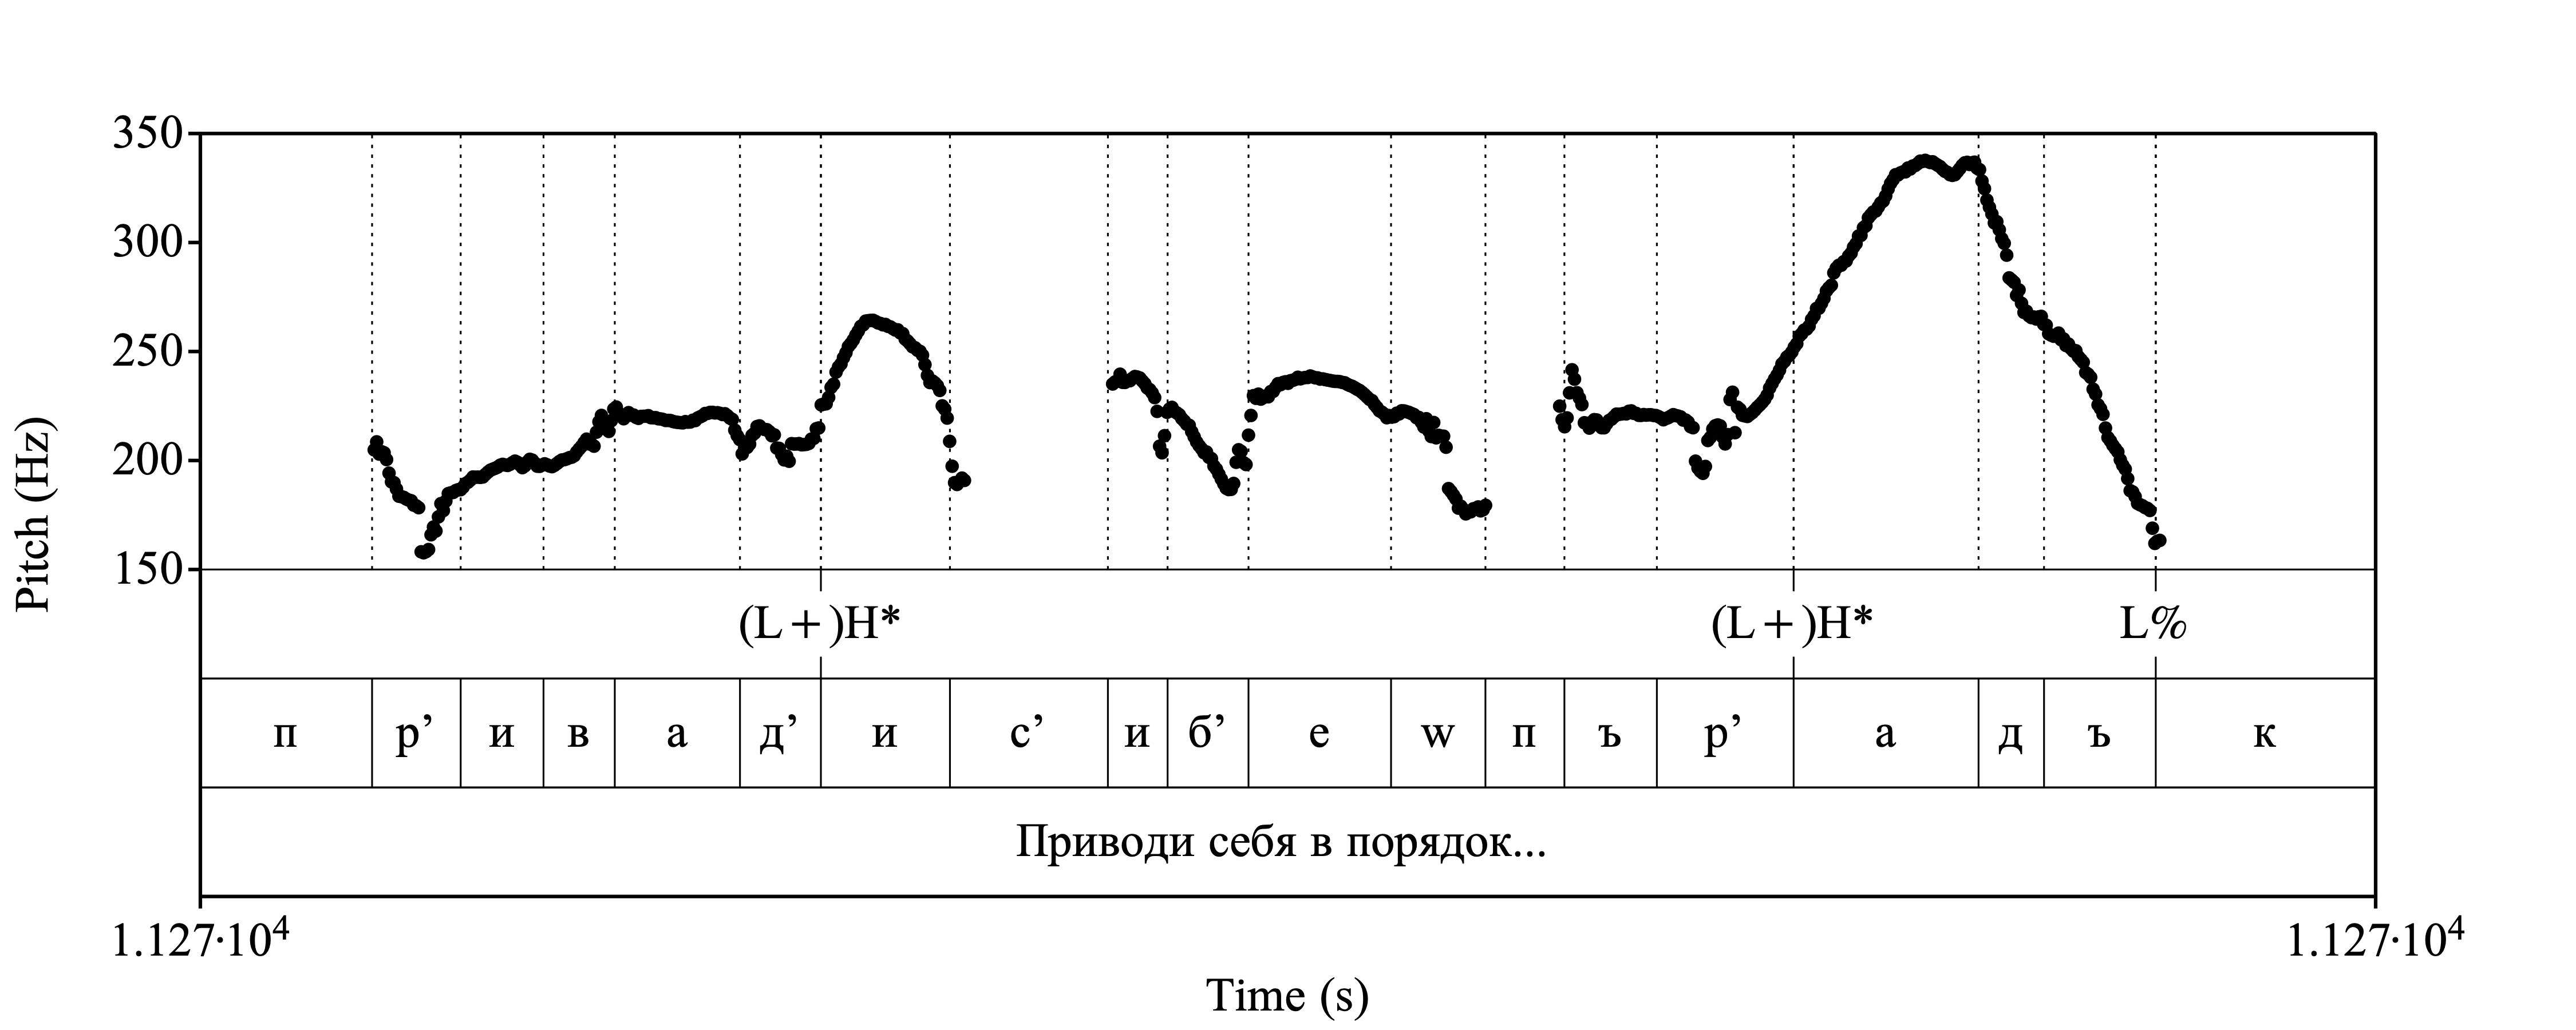 350
300
250
200
150
Pitch (Hz)
(L+)H* (L+)H* L%
п р’ и в а д’ и с’ и б’ е w п ъ р’ а д ъ к
Приводи себя в порядок...
1.127·10⁴ 1.127·10⁴
Time (s)